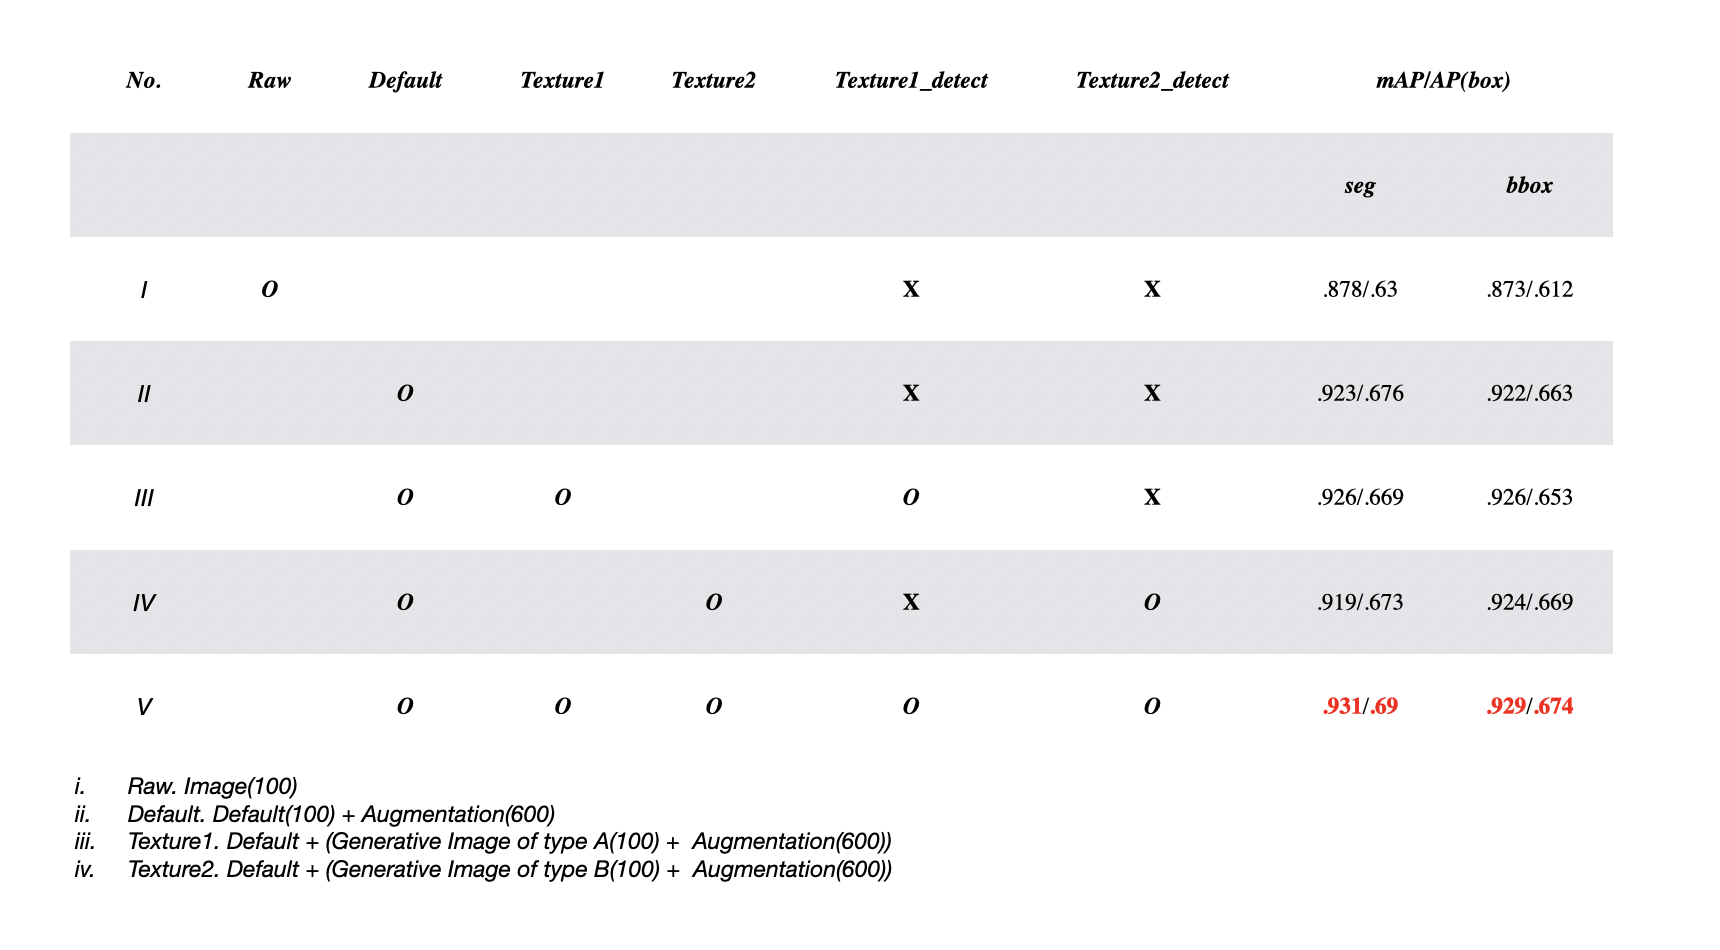 No. Raw Default Texture1 Texture2 Texture1_detect Texture2_detect mAP/AP(box)
seg bbox
I O X X .878/.63 .873/.612
II O X X .923/.676 .922/.663
III O O O X .926/.669 .926/.653
IV O O X O .919/.673 .924/.669
V O O O O O .931/.69 .929/.674
i. Raw. Image(100)
ii. Default. Default(100) + Augmentation(600)
iii. Texture1. Default + (Generative Image of type A(100) + Augmentation(600))
iv. Texture2. Default + (Generative Image of type B(100) + Augmentation(600))